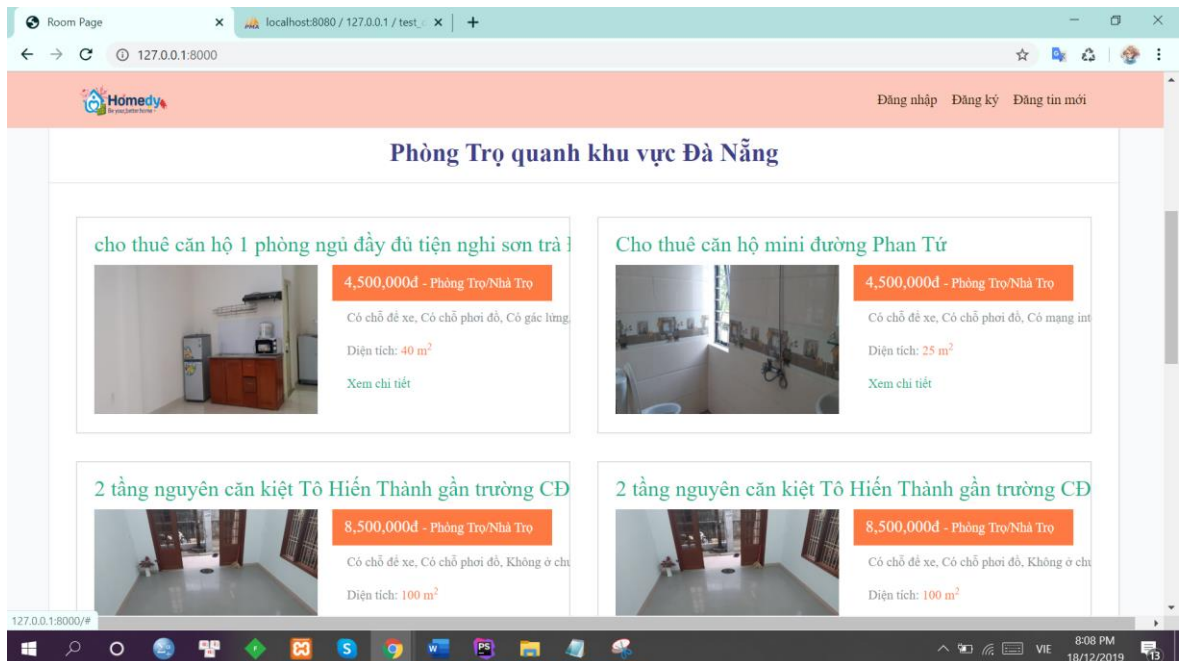 Room Page
localhost:8080 / 127.0.0.1 / test_
127.0.0.1:8000
Homedy
Đăng nhập Đăng ký Đăng tin mới
Phòng Trọ quanh khu vực Đà Nẵng
cho thuê căn hộ 1 phòng ngủ đầy đủ tiện nghi sơn trà
4,500,000đ - Phòng Trọ/Nhà Trọ
Có chỗ để xe, Có chỗ phơi đồ, Có gác lửng,
Diện tích: 40 m²
Xem chi tiết
Cho thuê căn hộ mini đường Phan Tứ
4,500,000đ - Phòng Trọ/Nhà Trọ
Có chỗ để xe, Có chỗ phơi đồ, Có mạng int
Diện tích: 25 m²
Xem chi tiết
2 tầng nguyên căn kiệt Tô Hiến Thành gần trường CĐ
8,500,000đ - Phòng Trọ/Nhà Trọ
Có chỗ để xe, Có chỗ phơi đồ, Không ở chu
Diện tích: 100 m²
2 tầng nguyên căn kiệt Tô Hiến Thành gần trường CĐ
8,500,000đ - Phòng Trọ/Nhà Trọ
Có chỗ để xe, Có chỗ phơi đồ, Không ở chu
Diện tích: 100 m²
127.0.0.1:8000/#
VIE
8:08 PM
18/12/2019
13